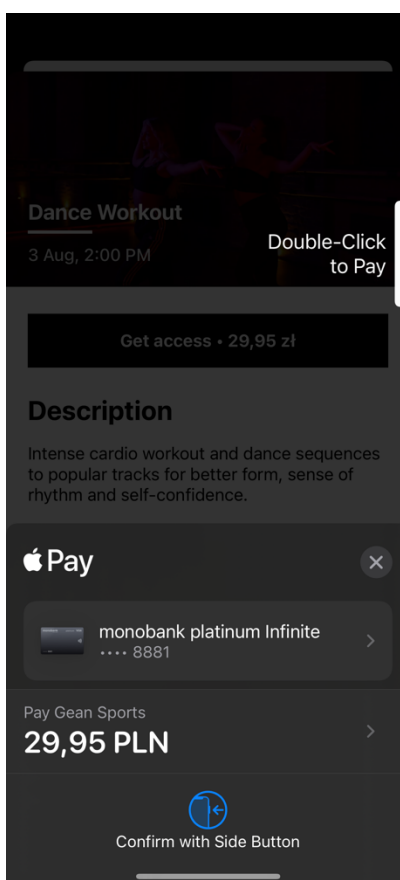 Dance Workout
3 Aug, 2:00 PM
Double-Click
to Pay
Get access • 29,95 zł
Description
Intense cardio workout and dance sequences
to popular tracks for better form, sense of
rhythm and self-confidence.
Pay
monobank platinum Infinite
•••• 8881
Pay Gean Sports
29,95 PLN
Confirm with Side Button